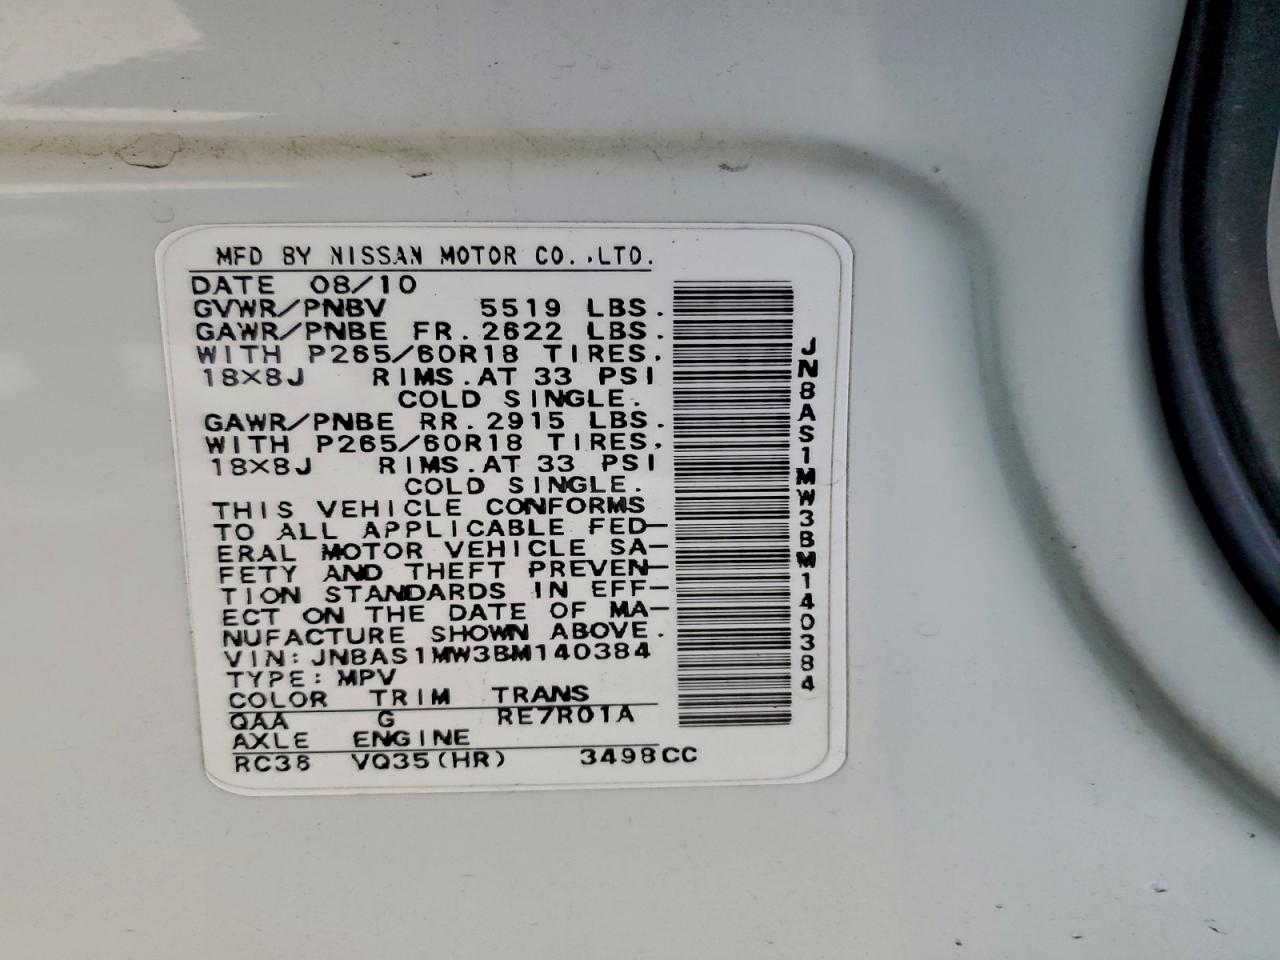 MFD BY NISSAN MOTOR CO.,LTD.
DATE 08/10
GVWR/PNBV 5519 LBS.
GAWR/PNBE FR. 2622 LBS.
WITH P265/60R18 TIRES.
18X8J RIMS. AT 33 PSI
COLD SINGLE.
GAWR/PNBE RR. 2915 LBS.
WITH P265/60R18 TIRES.
18X8J RIMS. AT 33 PSI
COLD SINGLE.
THIS VEHICLE CONFORMS
TO ALL APPLICABLE FED-
ERAL MOTOR VEHICLE SA-
FETY AND THEFT PREVEN-
TION STANDARDS IN EFF-
ECT ON THE DATE OF MA-
NUFACTURE SHOWN ABOVE.
VIN: JN8AS1MW3BM140384
TYPE: MPV
COLOR TRIM TRANS
QAA G RE7R01A
AXLE ENGINE
RC38 VQ35(HR) 3498CC
JN8AS1MW3BM140384